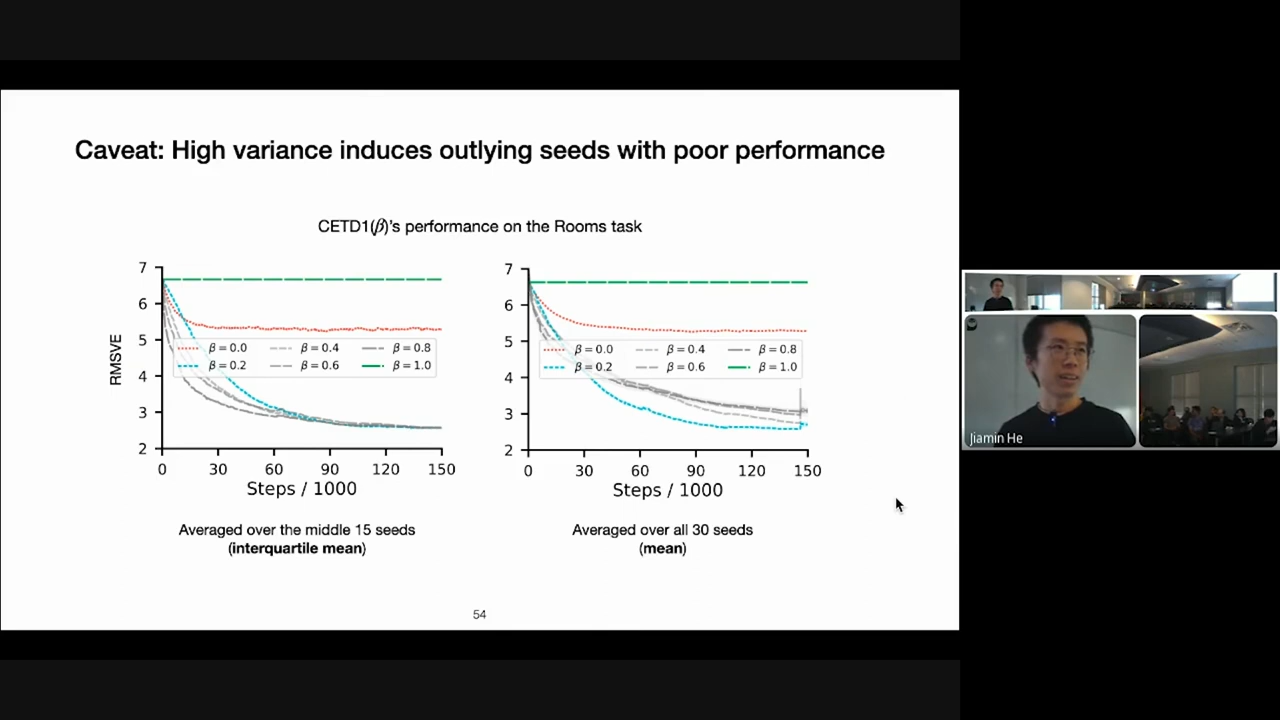 Caveat: High variance induces outlying seeds with poor performance
CETD1(β)'s performance on the Rooms task
RMSVE
7
6
5
4
3
2
β = 0.0
β = 0.4
β = 0.8
β = 0.2
β = 0.6
β = 1.0
0 30 60 90 120 150
Steps / 1000
Averaged over the middle 15 seeds
(interquartile mean)
7
6
5
4
3
2
β = 0.0
β = 0.4
β = 0.8
β = 0.2
β = 0.6
β = 1.0
0 30 60 90 120 150
Steps / 1000
Averaged over all 30 seeds
(mean)
54
Jiamin He